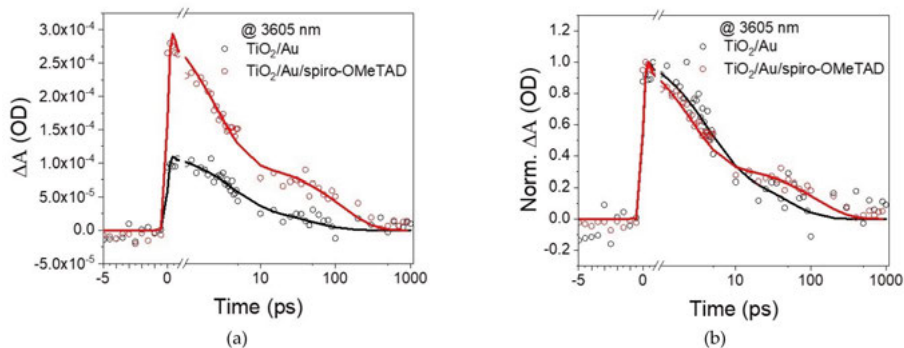 @ 3605 nm
TiO₂/Au
TiO₂/Au/spiro-OMeTAD
3.0x10⁻⁴
2.5x10⁻⁴
2.0x10⁻⁴
1.5x10⁻⁴
1.0x10⁻⁴
5.0x10⁻⁵
0.0
-5.0x10⁻⁵
ΔA (OD)
-5 0 10 100 1000
Time (ps)
(a)
@ 3605 nm
TiO₂/Au
TiO₂/Au/spiro-OMeTAD
1.2
1.0
0.8
0.6
0.4
0.2
0.0
-0.2
Norm. ΔA (OD)
-5 0 10 100 1000
Time (ps)
(b)